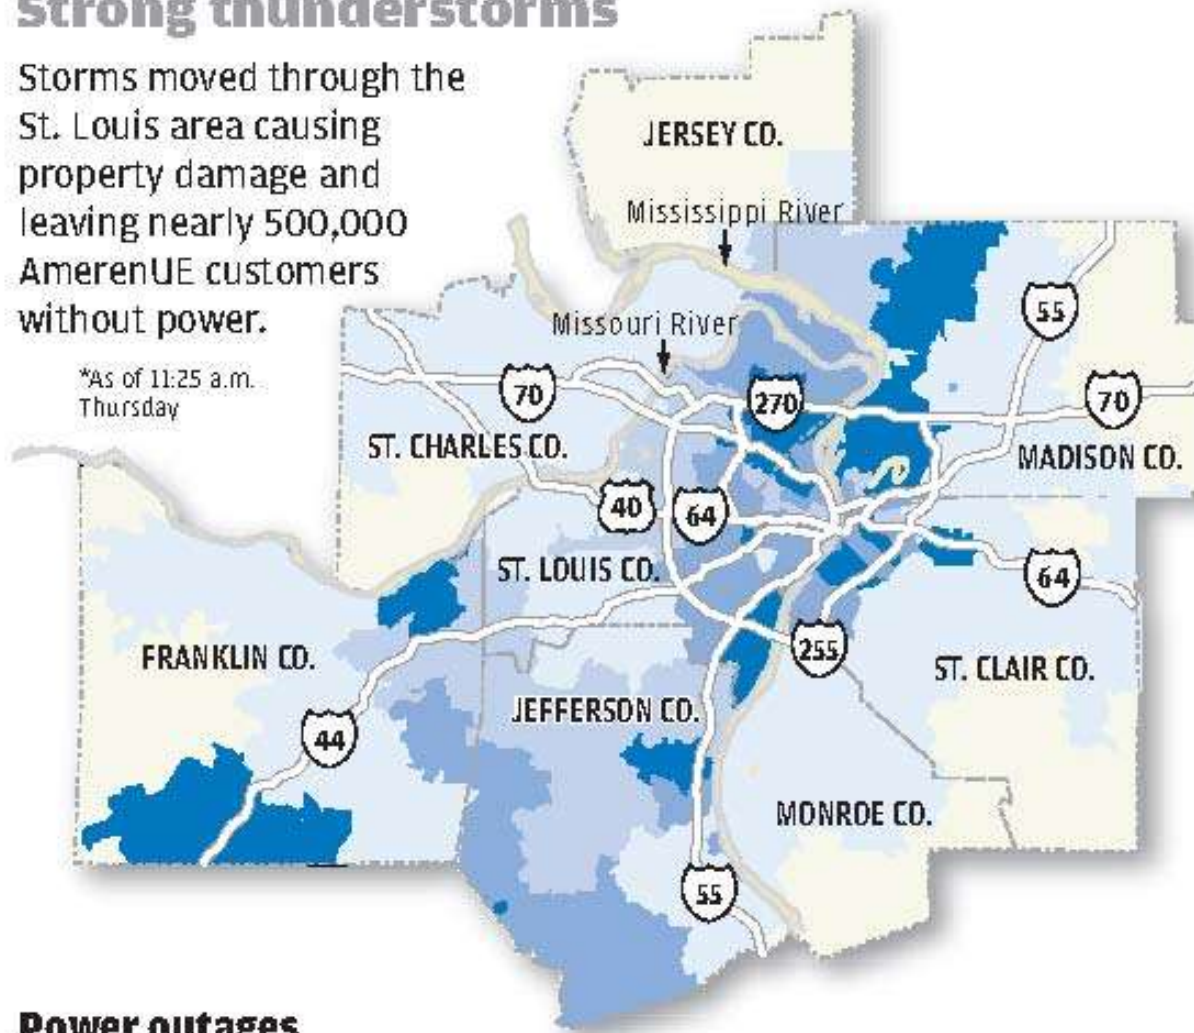 Strong thunderstorms
Storms moved through the
St. Louis area causing
property damage and
leaving nearly 500,000
AmerenUE customers
without power.
*As of 11:25 a.m.
Thursday
JERSEY CO.
Mississippi River
Missouri River
55
70
270
70
ST. CHARLES CO.
MADISON CO.
40
64
ST. LOUIS CO.
64
FRANKLIN CO.
255
ST. CLAIR CO.
JEFFERSON CO.
44
MONROE CO.
55
Power outages